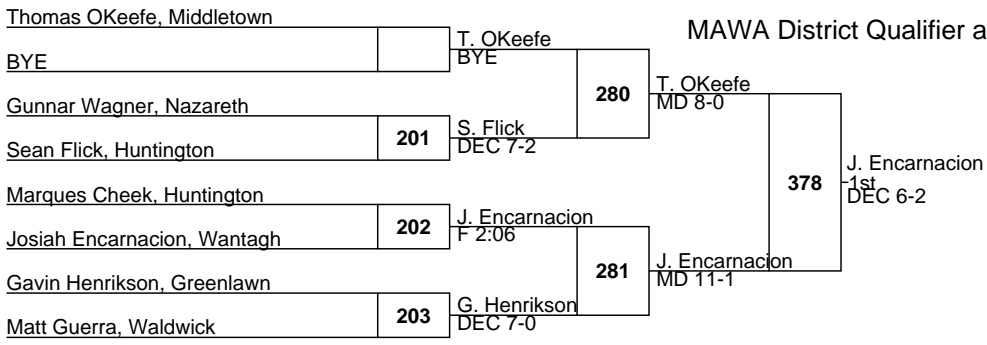 Thomas OKeefe, Middletown
BYE
T. OKeefe
BYE
MAWA District Qualifier a
Gunnar Wagner, Nazareth
201
Sean Flick, Huntington
S. Flick
DEC 7-2
280
T. OKeefe
MD 8-0
Marques Cheek, Huntington
202
Josiah Encarnacion, Wantagh
J. Encarnacion
F 2:06
Gavin Henrikson, Greenlawn
203
Matt Guerra, Waldwick
G. Henrikson
DEC 7-0
281
J. Encarnacion
MD 11-1
378
J. Encarnacion
1st
DEC 6-2